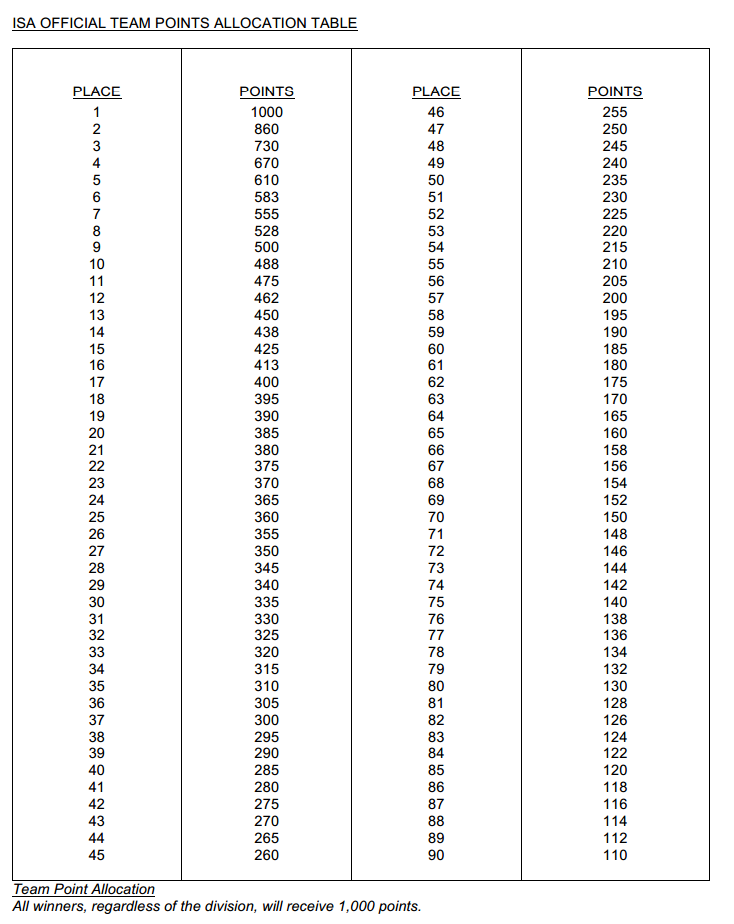 ISA OFFICIAL TEAM POINTS ALLOCATION TABLE
PLACE POINTS PLACE POINTS
1 1000 46 255
2 860 47 250
3 730 48 245
4 670 49 240
5 610 50 235
6 583 51 230
7 555 52 225
8 528 53 220
9 500 54 215
10 488 55 210
11 475 56 205
12 462 57 200
13 450 58 195
14 438 59 190
15 425 60 185
16 413 61 180
17 400 62 175
18 395 63 170
19 390 64 165
20 385 65 160
21 380 66 158
22 375 67 156
23 370 68 154
24 365 69 152
25 360 70 150
26 355 71 148
27 350 72 146
28 345 73 144
29 340 74 142
30 335 75 140
31 330 76 138
32 325 77 136
33 320 78 134
34 315 79 132
35 310 80 130
36 305 81 128
37 300 82 126
38 295 83 124
39 290 84 122
40 285 85 120
41 280 86 118
42 275 87 116
43 270 88 114
44 265 89 112
45 260 90 110
Team Point Allocation
All winners, regardless of the division, will receive 1,000 points.